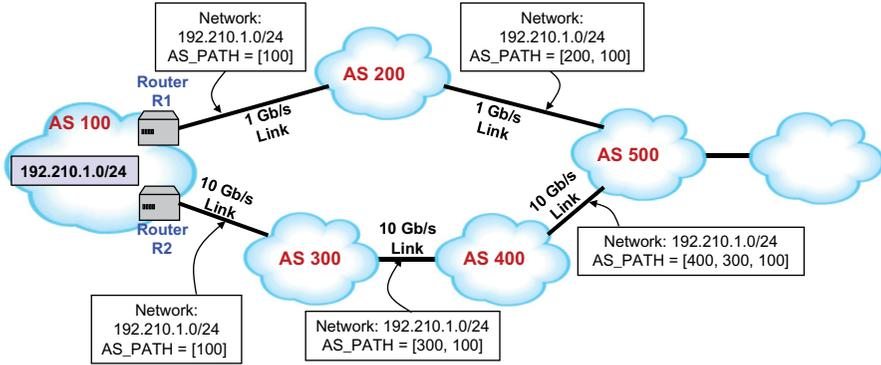 Network:
192.210.1.0/24
AS_PATH = [100]
Network:
192.210.1.0/24
AS_PATH = [200, 100]
Router
R1
AS 200
1 Gb/s
Link
1 Gb/s
Link
AS 100
192.210.1.0/24
AS 500
10 Gb/s
Link
Router
R2
10 Gb/s
Link
10 Gb/s
Link
AS 300
AS 400
Network: 192.210.1.0/24
AS_PATH = [400, 300, 100]
Network:
192.210.1.0/24
AS_PATH = [100]
Network: 192.210.1.0/24
AS_PATH = [300, 100]